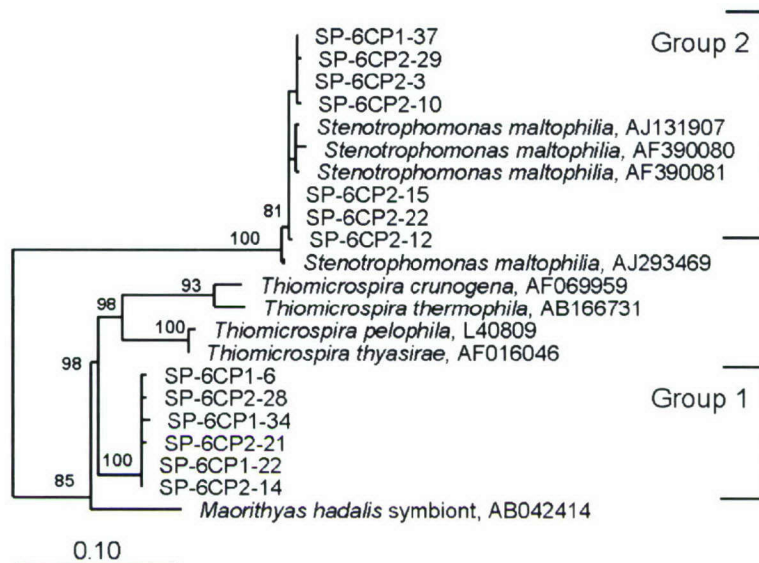 SP-6CP1-37
Group 2
SP-6CP2-29
SP-6CP2-3
SP-6CP2-10
Stenotrophomonas maltophilia, AJ131907
Stenotrophomonas maltophilia, AF390080
Stenotrophomonas maltophilia, AF390081
SP-6CP2-15
81
SP-6CP2-22
100
SP-6CP2-12
Stenotrophomonas maltophilia, AJ293469
93
Thiomicrospira crunogena, AF069959
98
Thiomicrospira thermophila, AB166731
100
Thiomicrospira pelophila, L40809
Thiomicrospira thyasirae, AF016046
98
SP-6CP1-6
SP-6CP2-28
Group 1
SP-6CP1-34
SP-6CP2-21
100
SP-6CP1-22
85
SP-6CP2-14
Maorithyas hadalis symbiont, AB042414
0.10